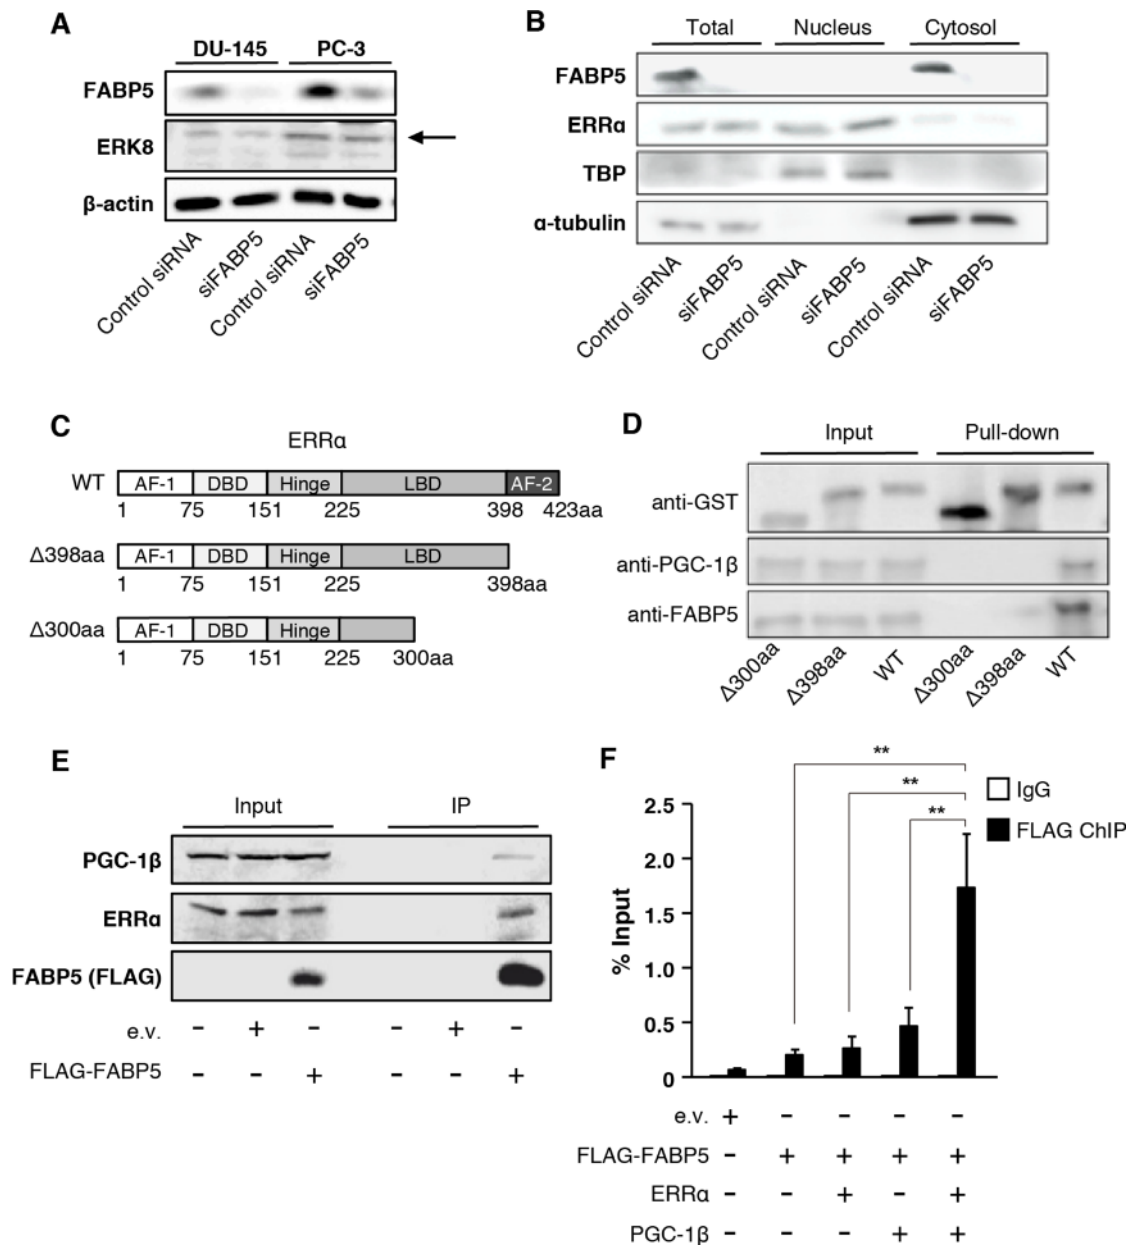 A
DU-145 PC-3
FABP5
ERK8
β-actin
Control siRNA siFABP5 Control siRNA siFABP5
B
Total Nucleus Cytosol
FABP5
ERRα
TBP
α-tubulin
Control siRNA siFABP5 Control siRNA siFABP5 Control siRNA siFABP5
C
ERRα
WT AF-1 DBD Hinge LBD AF-2
1 75 151 225 398 423aa
Δ398aa AF-1 DBD Hinge LBD
1 75 151 225 398aa
Δ300aa AF-1 DBD Hinge
1 75 151 225 300aa
D
Input Pull-down
anti-GST
anti-PGC-1β
anti-FABP5
Δ300aa Δ398aa WT Δ300aa Δ398aa WT
E
Input IP
PGC-1β
ERRα
FABP5 (FLAG)
e.v. - + - - + -
FLAG-FABP5 - - + - - +
F
**
**
**
IgG
FLAG ChIP
% Input
2.5
2.0
1.5
1.0
0.5
0
e.v. + - - - -
FLAG-FABP5 - + + + +
ERRα - - + - +
PGC-1β - - - + +